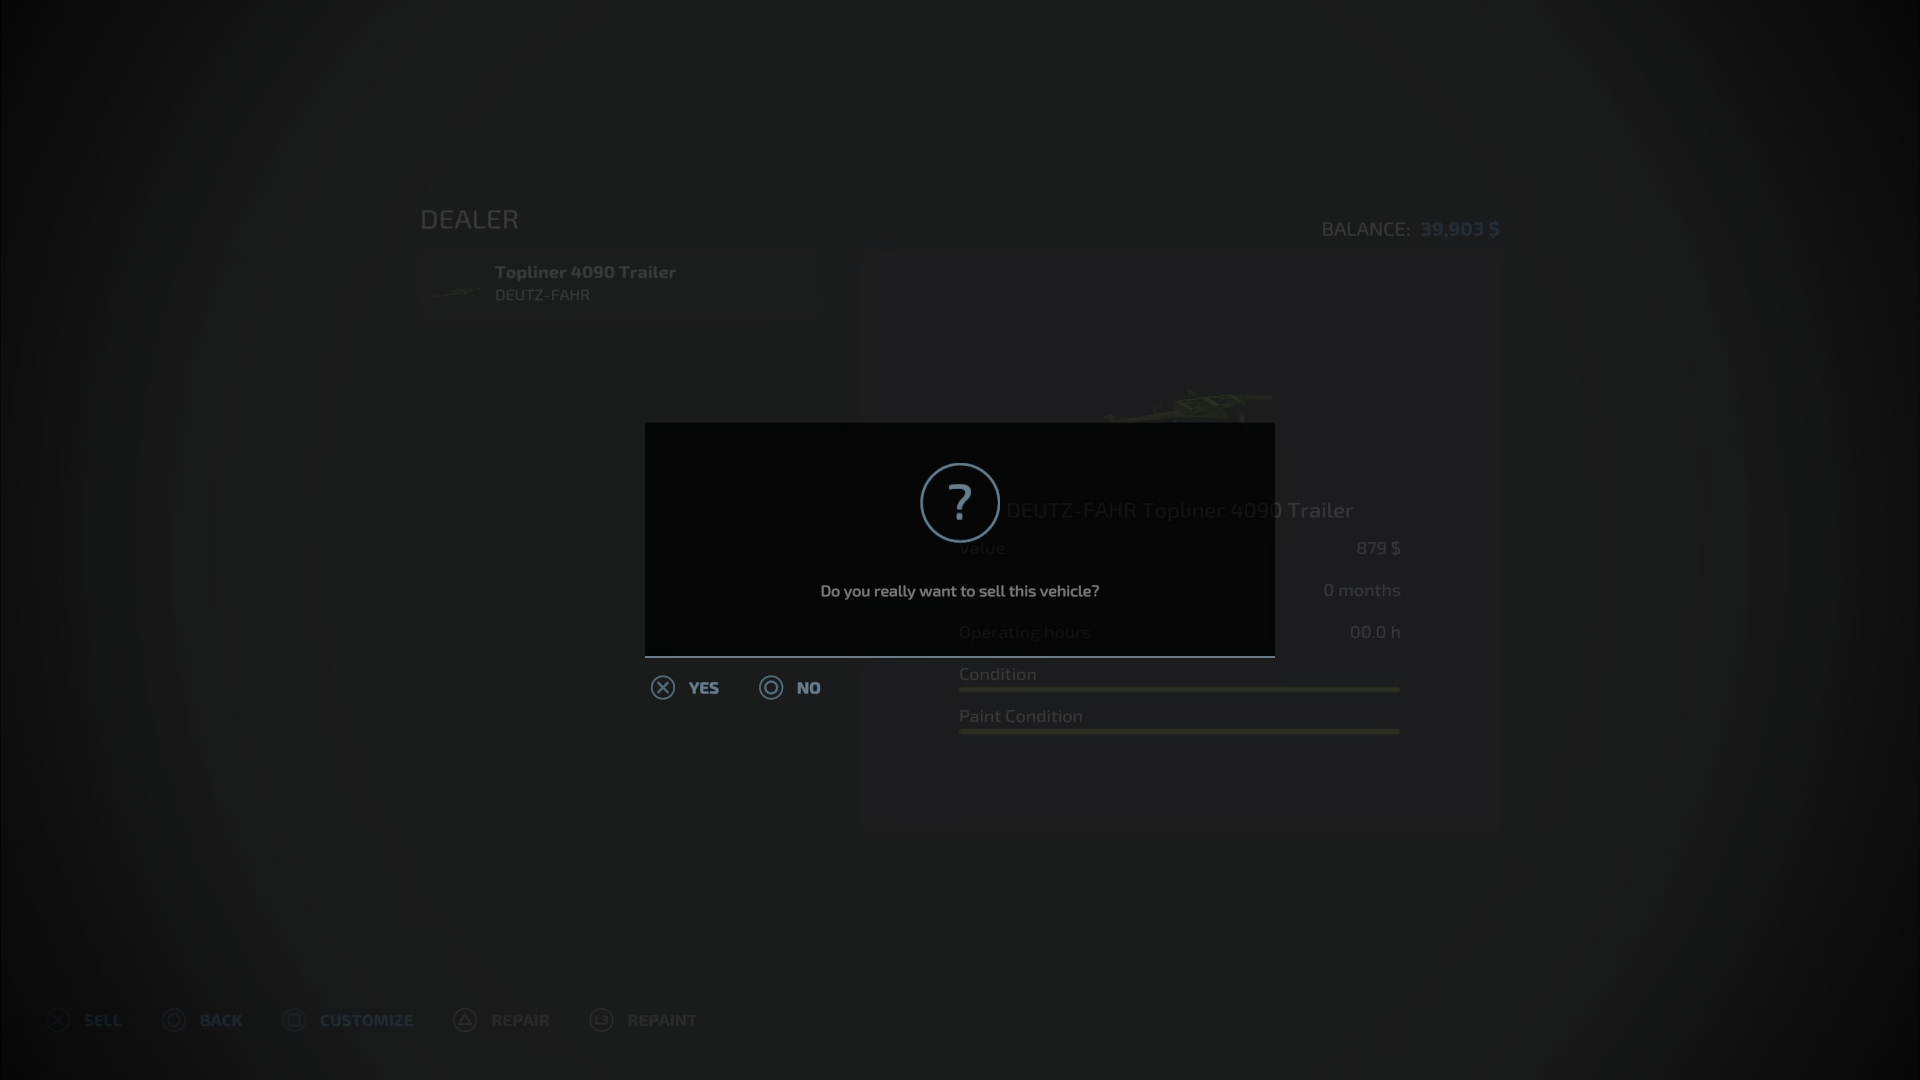 DEALER
BALANCE: 39,903 $
Topliner 4090 Trailer
DEUTZ-FAHR
?
DEUTZ-FAHR Topliner 4090 Trailer
Value 879 $
Do you really want to sell this vehicle?
0 months
Operating hours 00.0 h
Condition
YES NO
Paint Condition
SELL BACK CUSTOMIZE REPAIR L3 REPAINT